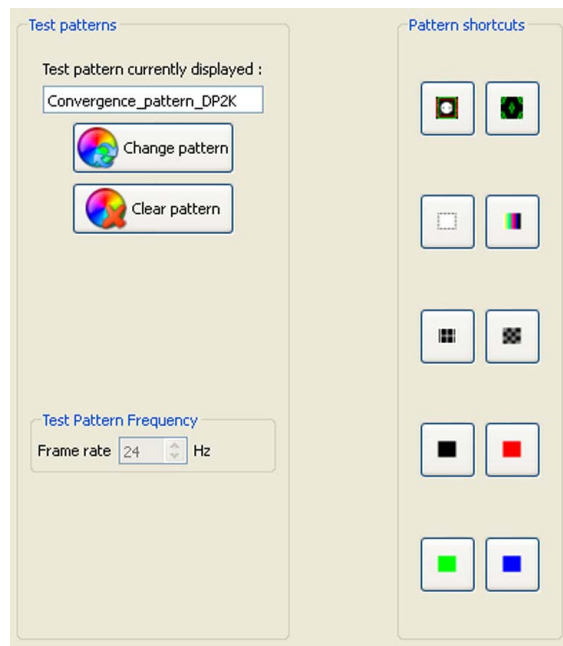 Test patterns
Test pattern currently displayed :
Convergence_pattern_DP2K
Change pattern
Clear pattern
Test Pattern Frequency
Frame rate 24 Hz
Pattern shortcuts